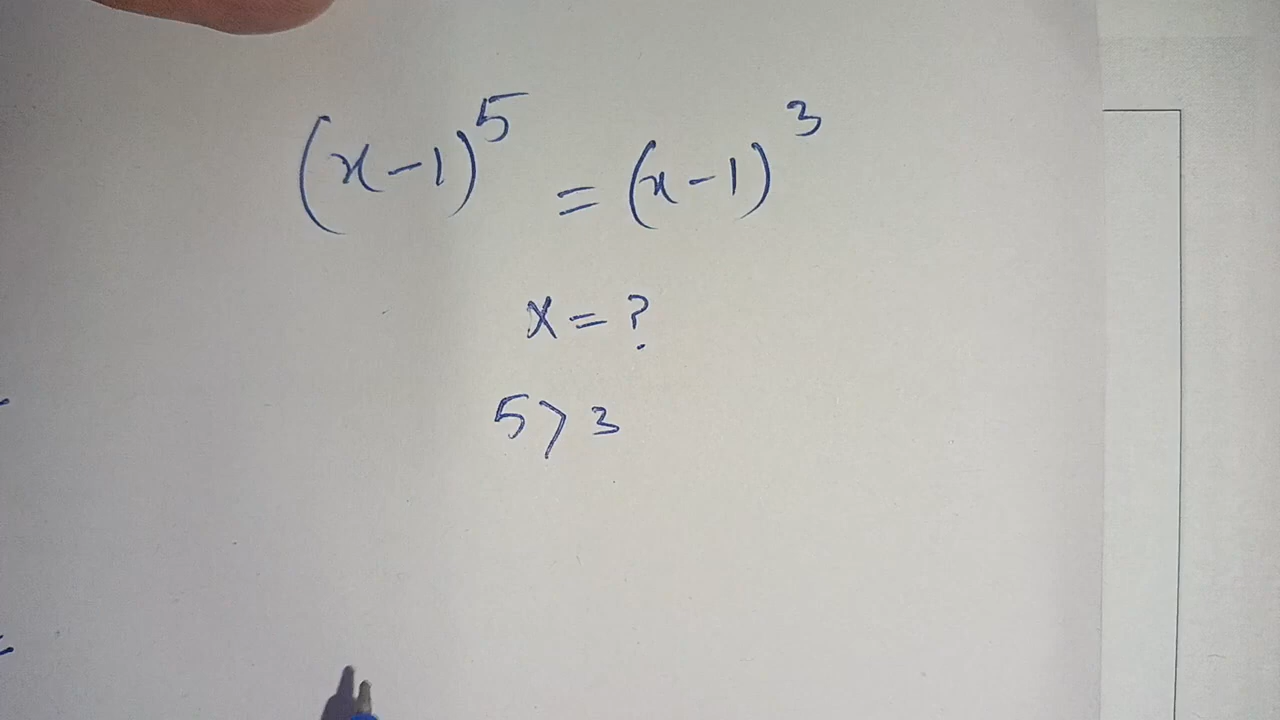 (x-1)⁵ = (x-1)³
x = ?
5 > 3